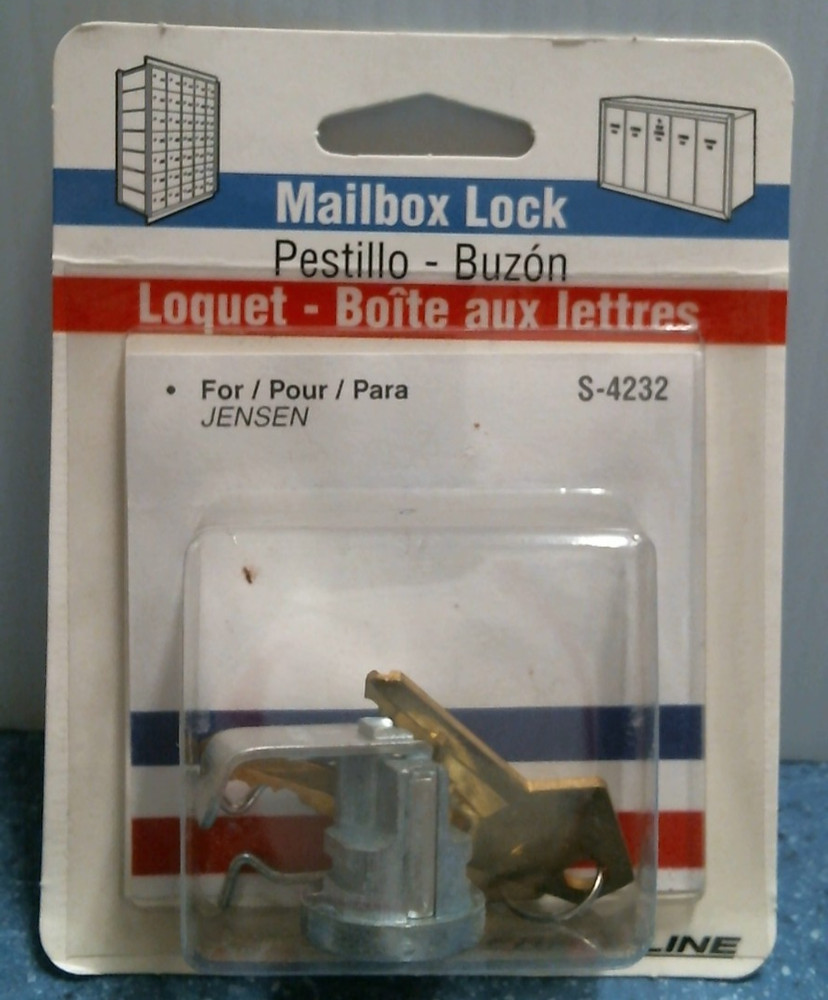 Mailbox Lock
Pestillo - Buzón
Loquet - Boîte aux lettres
• For / Pour / Para
S-4232
JENSEN